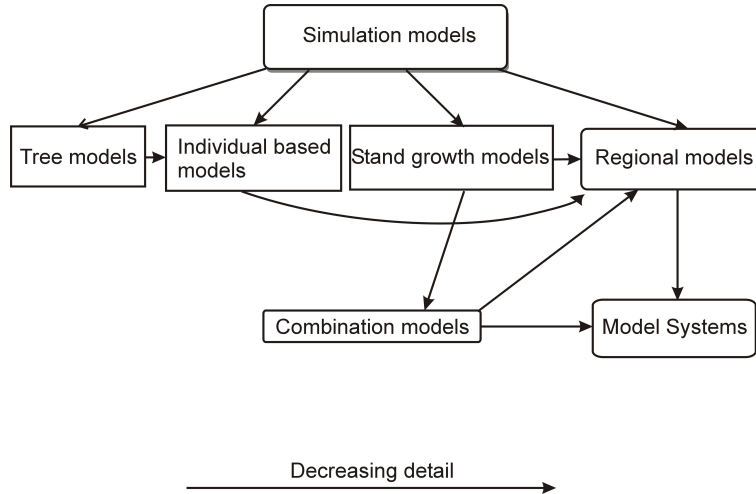 Simulation models
Tree models
Individual based
models
Stand growth models
Regional models
Combination models
Model Systems
Decreasing detail